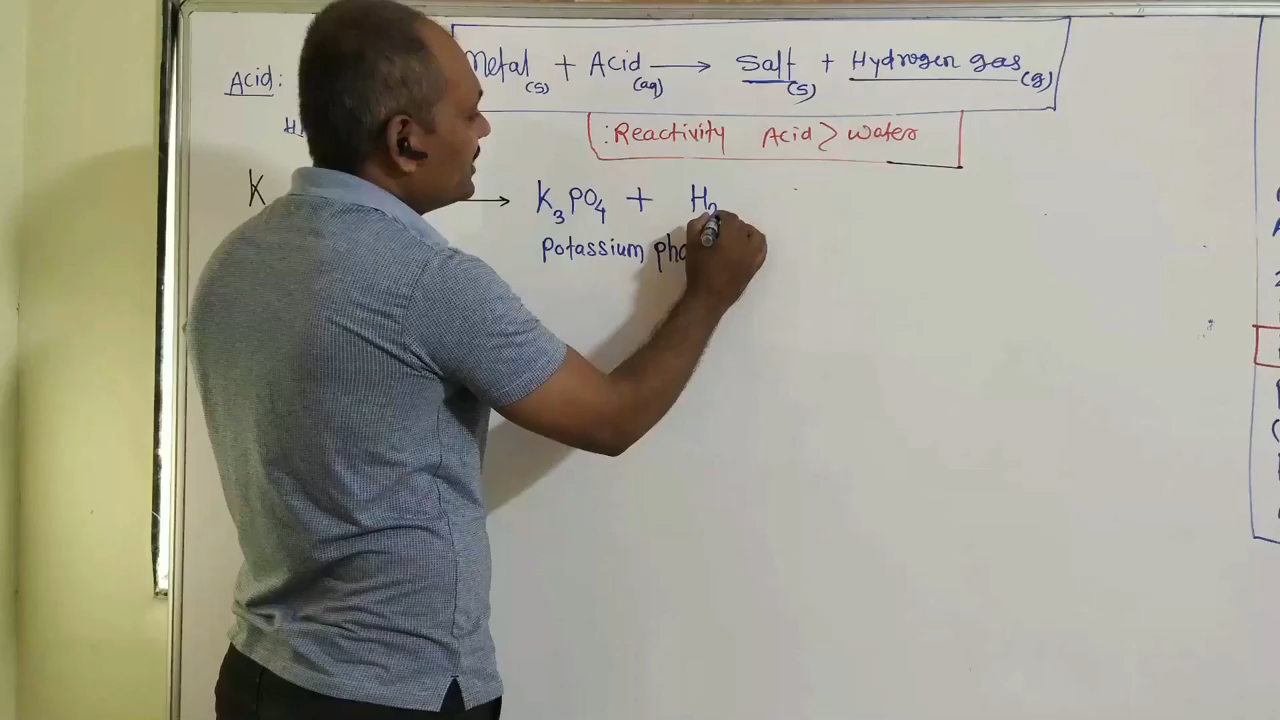 Metal(s) + Acid(aq) → Salt(s) + Hydrogen gas(g)
Acid:
:Reactivity Acid > water
K → K₃PO₄ + H₂
Potassium pho